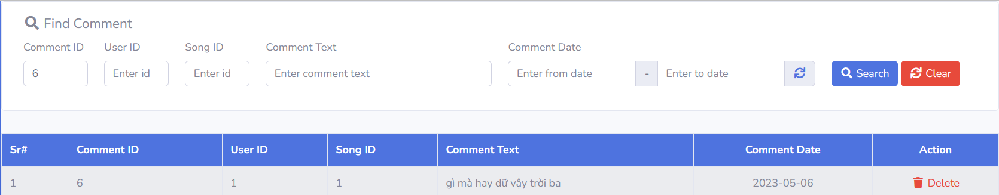 Find Comment
Comment ID User ID Song ID Comment Text Comment Date
6 Enter id Enter id Enter comment text Enter from date - Enter to date Search Clear
Sr# Comment ID User ID Song ID Comment Text Comment Date Action
1 6 1 1 gì mà hay dữ vậy trời ba 2023-05-06 Delete